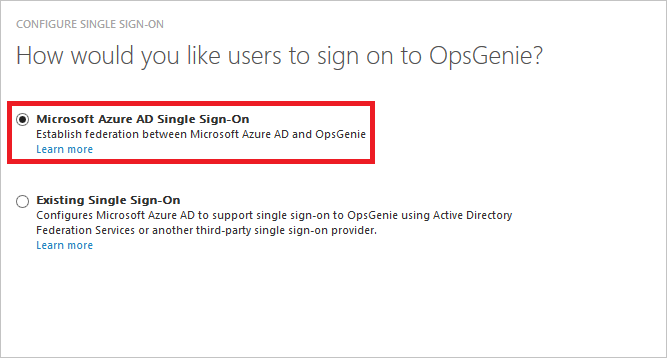 CONFIGURE SINGLE SIGN-ON
How would you like users to sign on to OpsGenie?
Microsoft Azure AD Single Sign-On
Establish federation between Microsoft Azure AD and OpsGenie
Learn more
Existing Single Sign-On
Configures Microsoft Azure AD to support single sign-on to OpsGenie using Active Directory
Federation Services or another third-party single sign-on provider.
Learn more